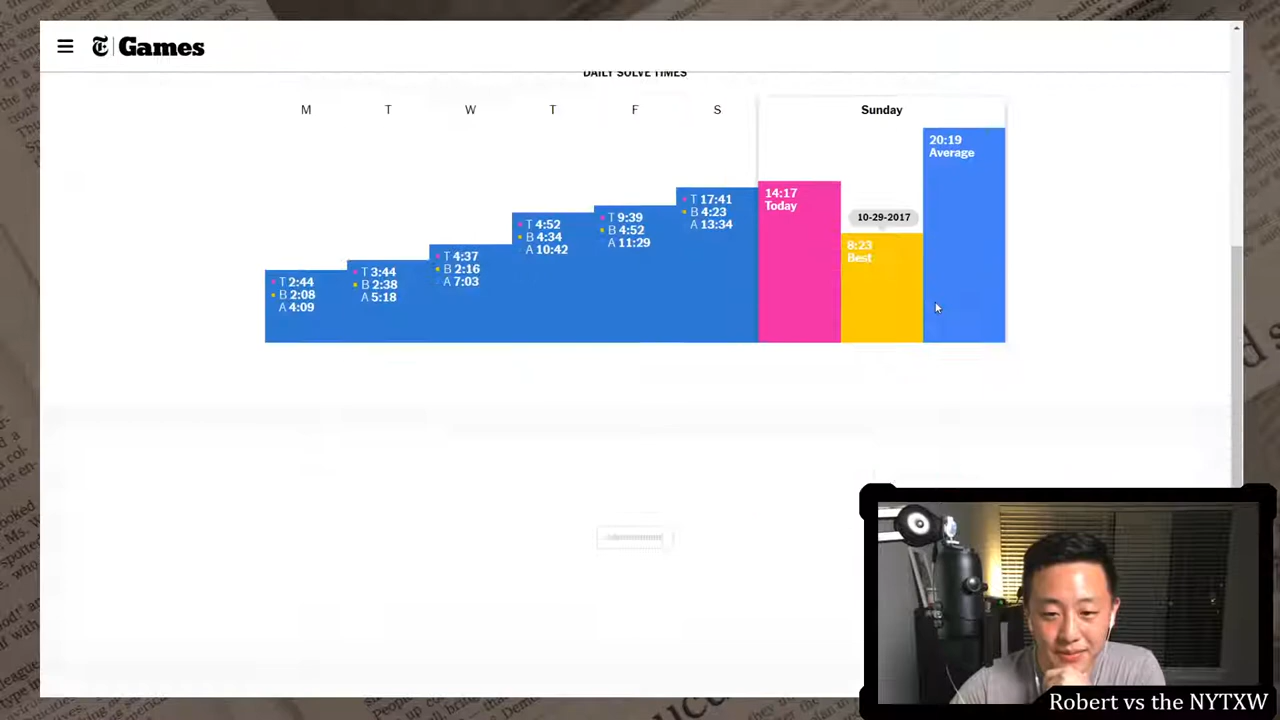 Games
DAILY SOLVE TIMES
M T W T F S Sunday
T 2:44
B 2:08
A 4:09
T 3:44
B 2:38
A 5:18
T 4:37
B 2:16
A 7:03
T 4:52
B 4:34
A 10:42
T 9:39
B 4:52
A 11:29
T 17:41
B 4:23
A 13:34
14:17
Today
10-29-2017
8:23
Best
20:19
Average
Robert vs the NYTXW